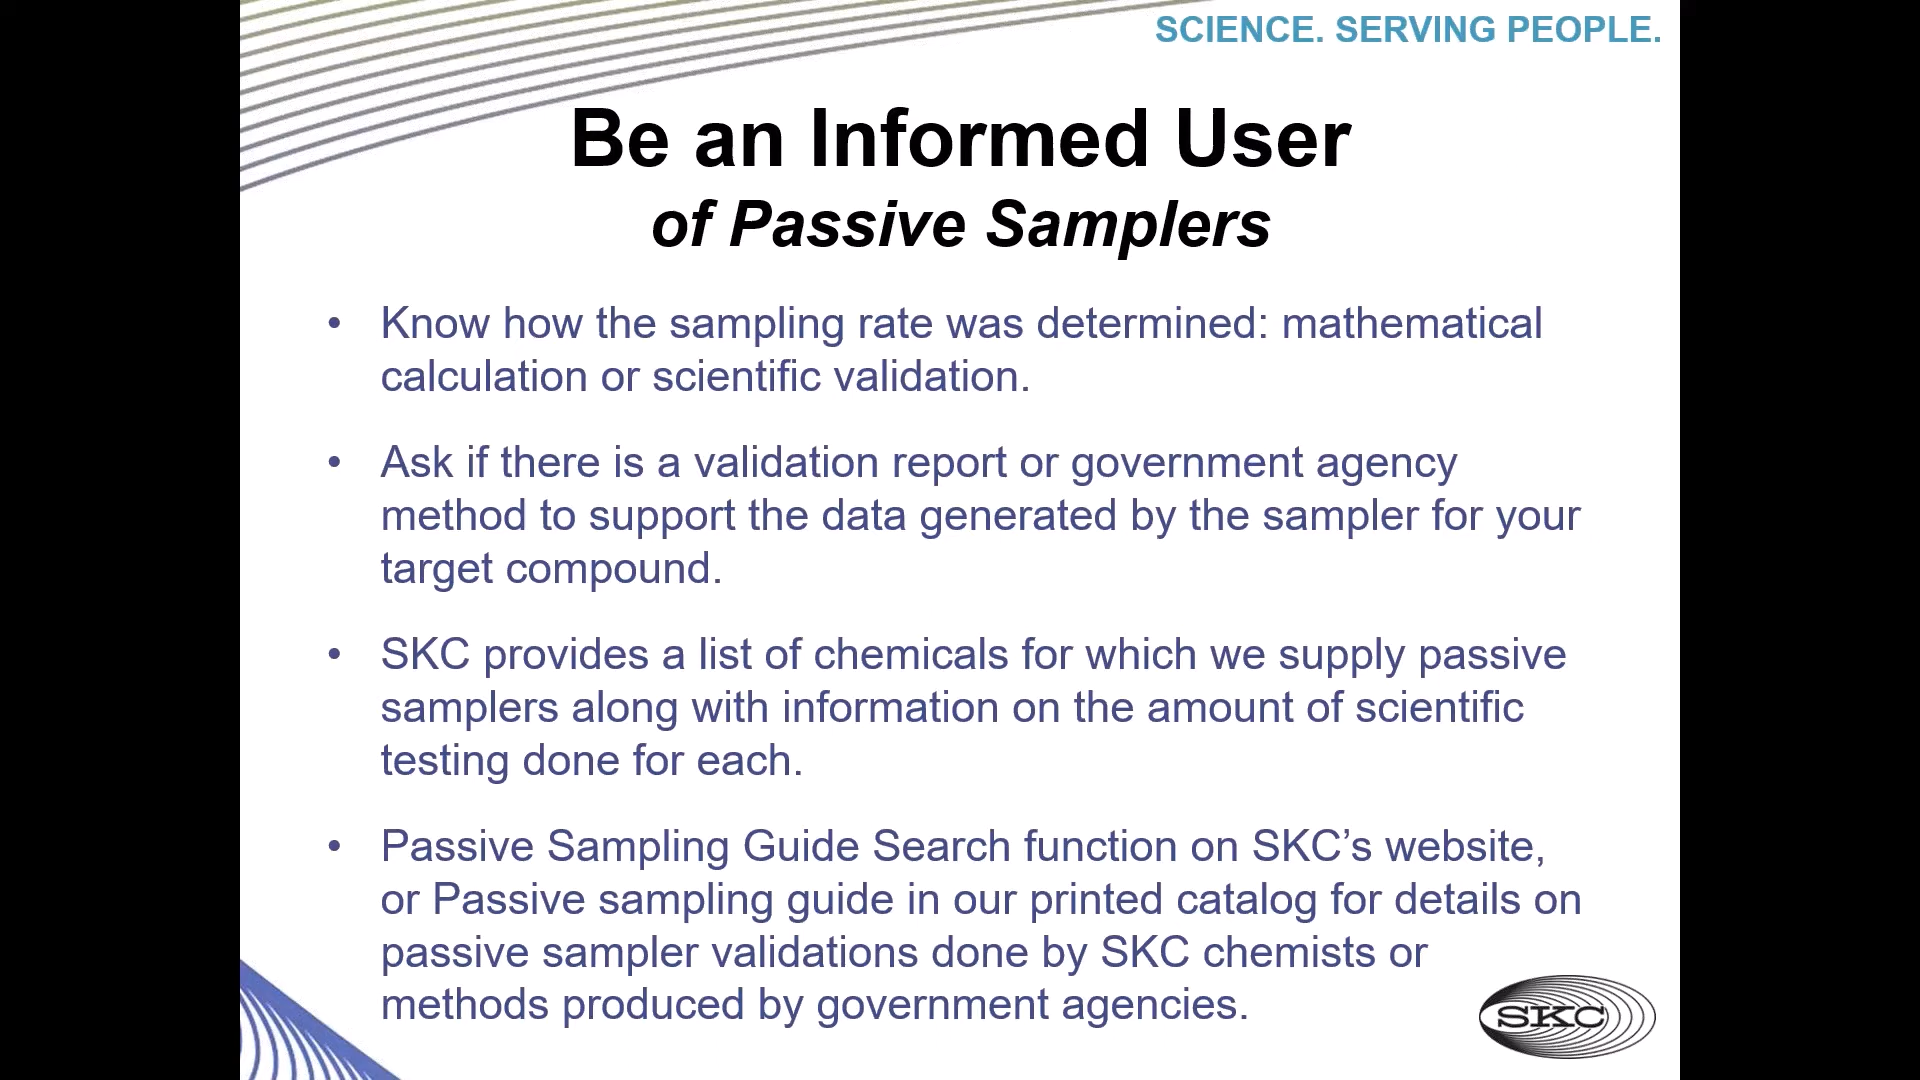 SCIENCE. SERVING PEOPLE.
Be an Informed User
of Passive Samplers
• Know how the sampling rate was determined: mathematical
calculation or scientific validation.
• Ask if there is a validation report or government agency
method to support the data generated by the sampler for your
target compound.
• SKC provides a list of chemicals for which we supply passive
samplers along with information on the amount of scientific
testing done for each.
• Passive Sampling Guide Search function on SKC’s website,
or Passive sampling guide in our printed catalog for details on
passive sampler validations done by SKC chemists or
methods produced by government agencies.
SKC